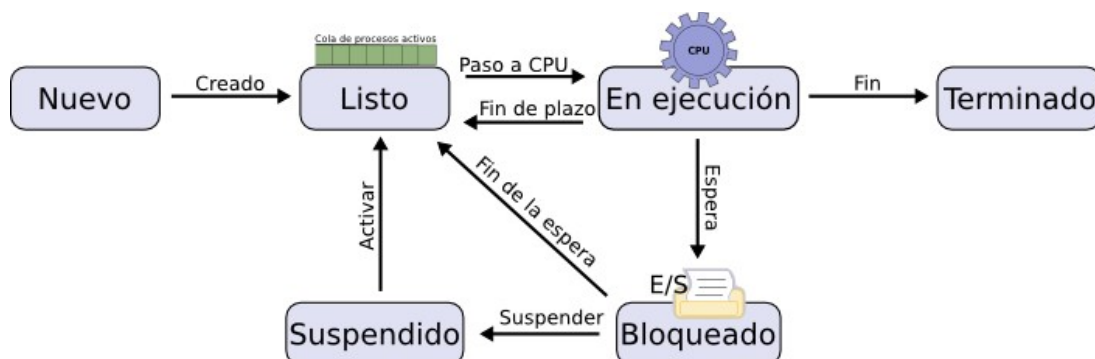 Cola de procesos activos
CPU
Nuevo
Creado
Listo
Paso a CPU
Fin de plazo
En ejecución
Fin
Terminado
Activar
Fin de la espera
Espera
E/S
Suspendido
Suspender
Bloqueado